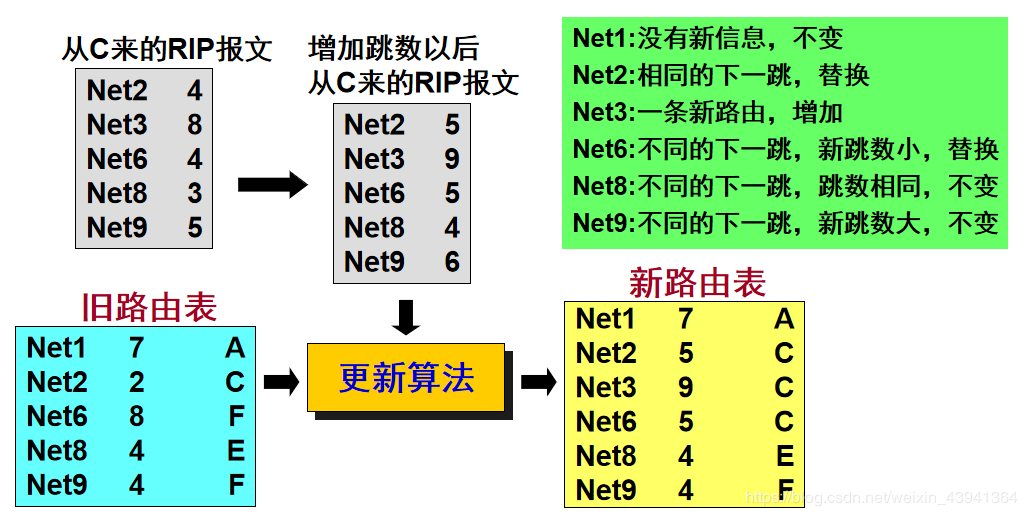 从C来的RIP报文
Net2 4
Net3 8
Net6 4
Net8 3
Net9 5
增加跳数以后
从C来的RIP报文
Net2 5
Net3 9
Net6 5
Net8 4
Net9 6
Net1:没有新信息，不变
Net2:相同的下一跳，替换
Net3:一条新路由，增加
Net6:不同的下一跳，新跳数小，替换
Net8:不同的下一跳，跳数相同，不变
Net9:不同的下一跳，新跳数大，不变
旧路由表
Net1 7 A
Net2 2 C
Net6 8 F
Net8 4 E
Net9 4 F
更新算法
新路由表
Net1 7 A
Net2 5 C
Net3 9 C
Net6 5 C
Net8 4 E
Net9 4 F
https://blog.csdn.net/weixin_43941364